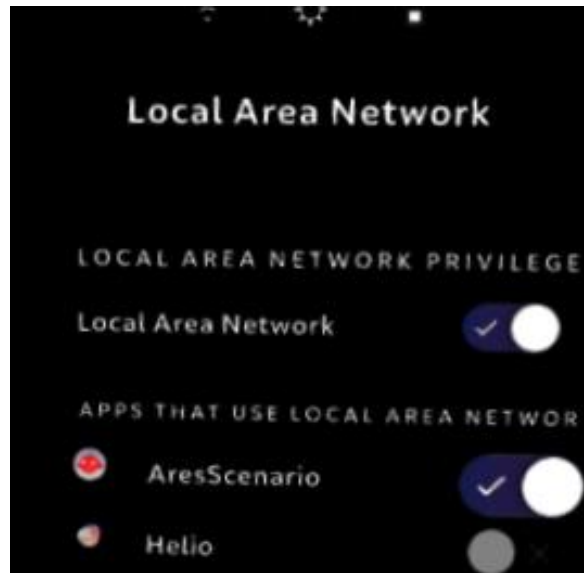 Local Area Network
LOCAL AREA NETWORK PRIVILEGE
Local Area Network
APPS THAT USE LOCAL AREA NETWOR
AresScenario
Helio